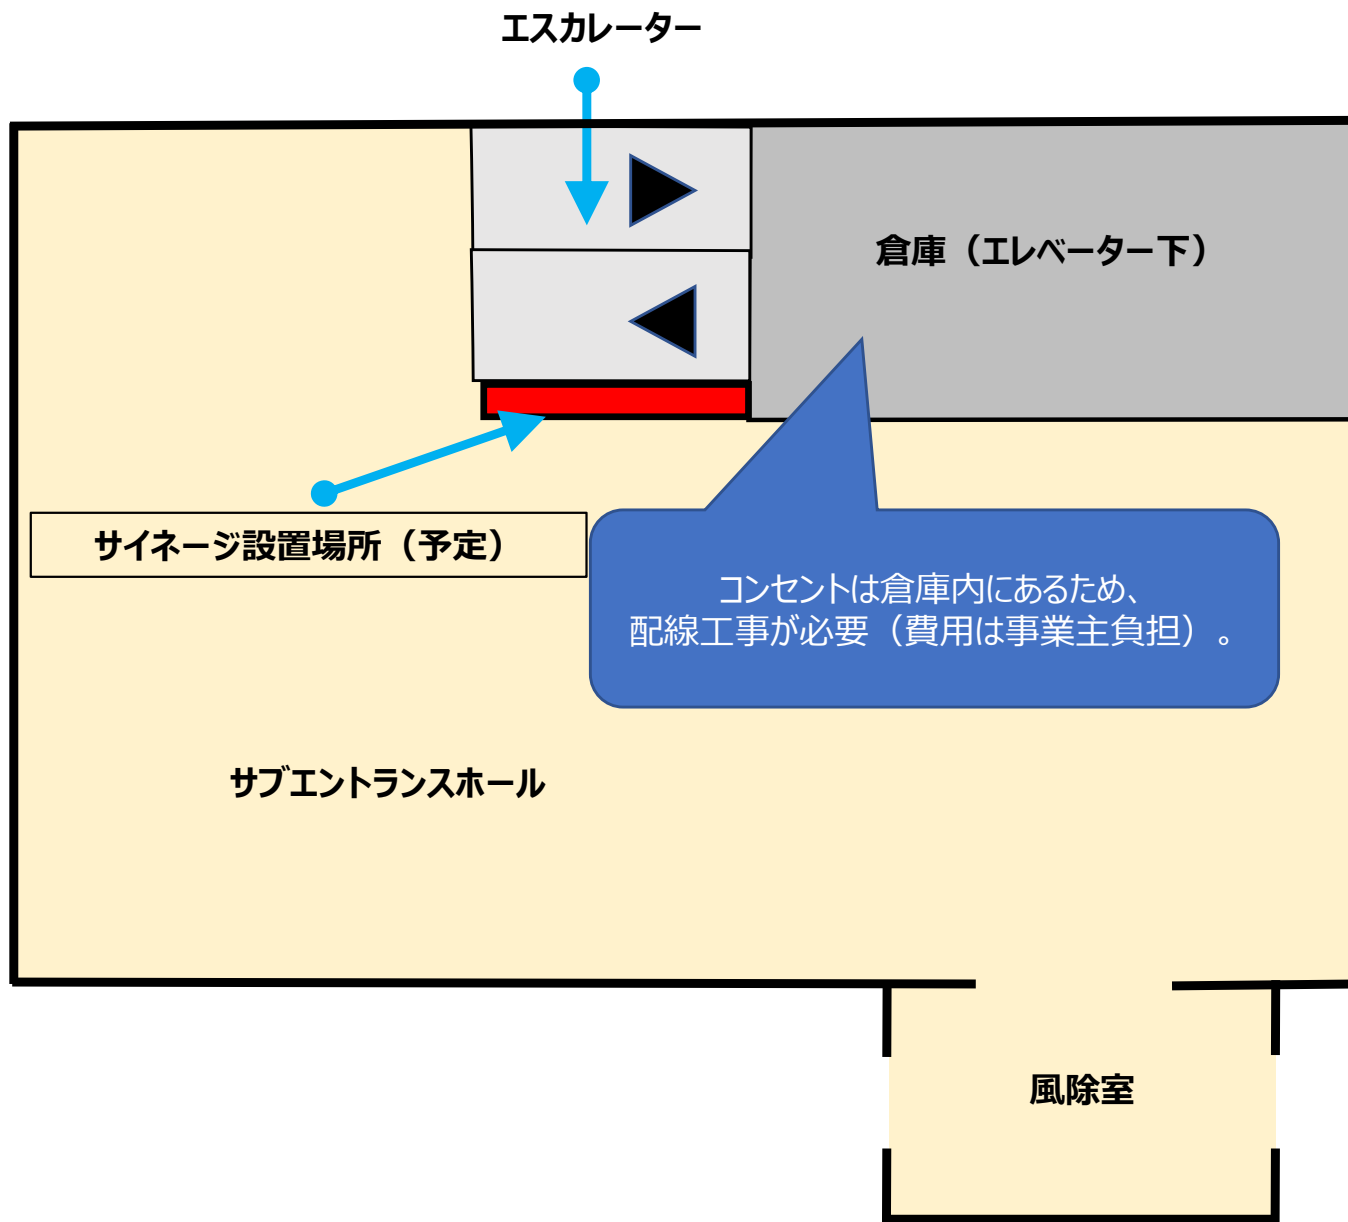 エスカレーター
倉庫（エレベーター下）
サイネージ設置場所（予定）
コンセントは倉庫内にあるため、
配線工事が必要（費用は事業主負担）。
サブエントランスホール
風除室